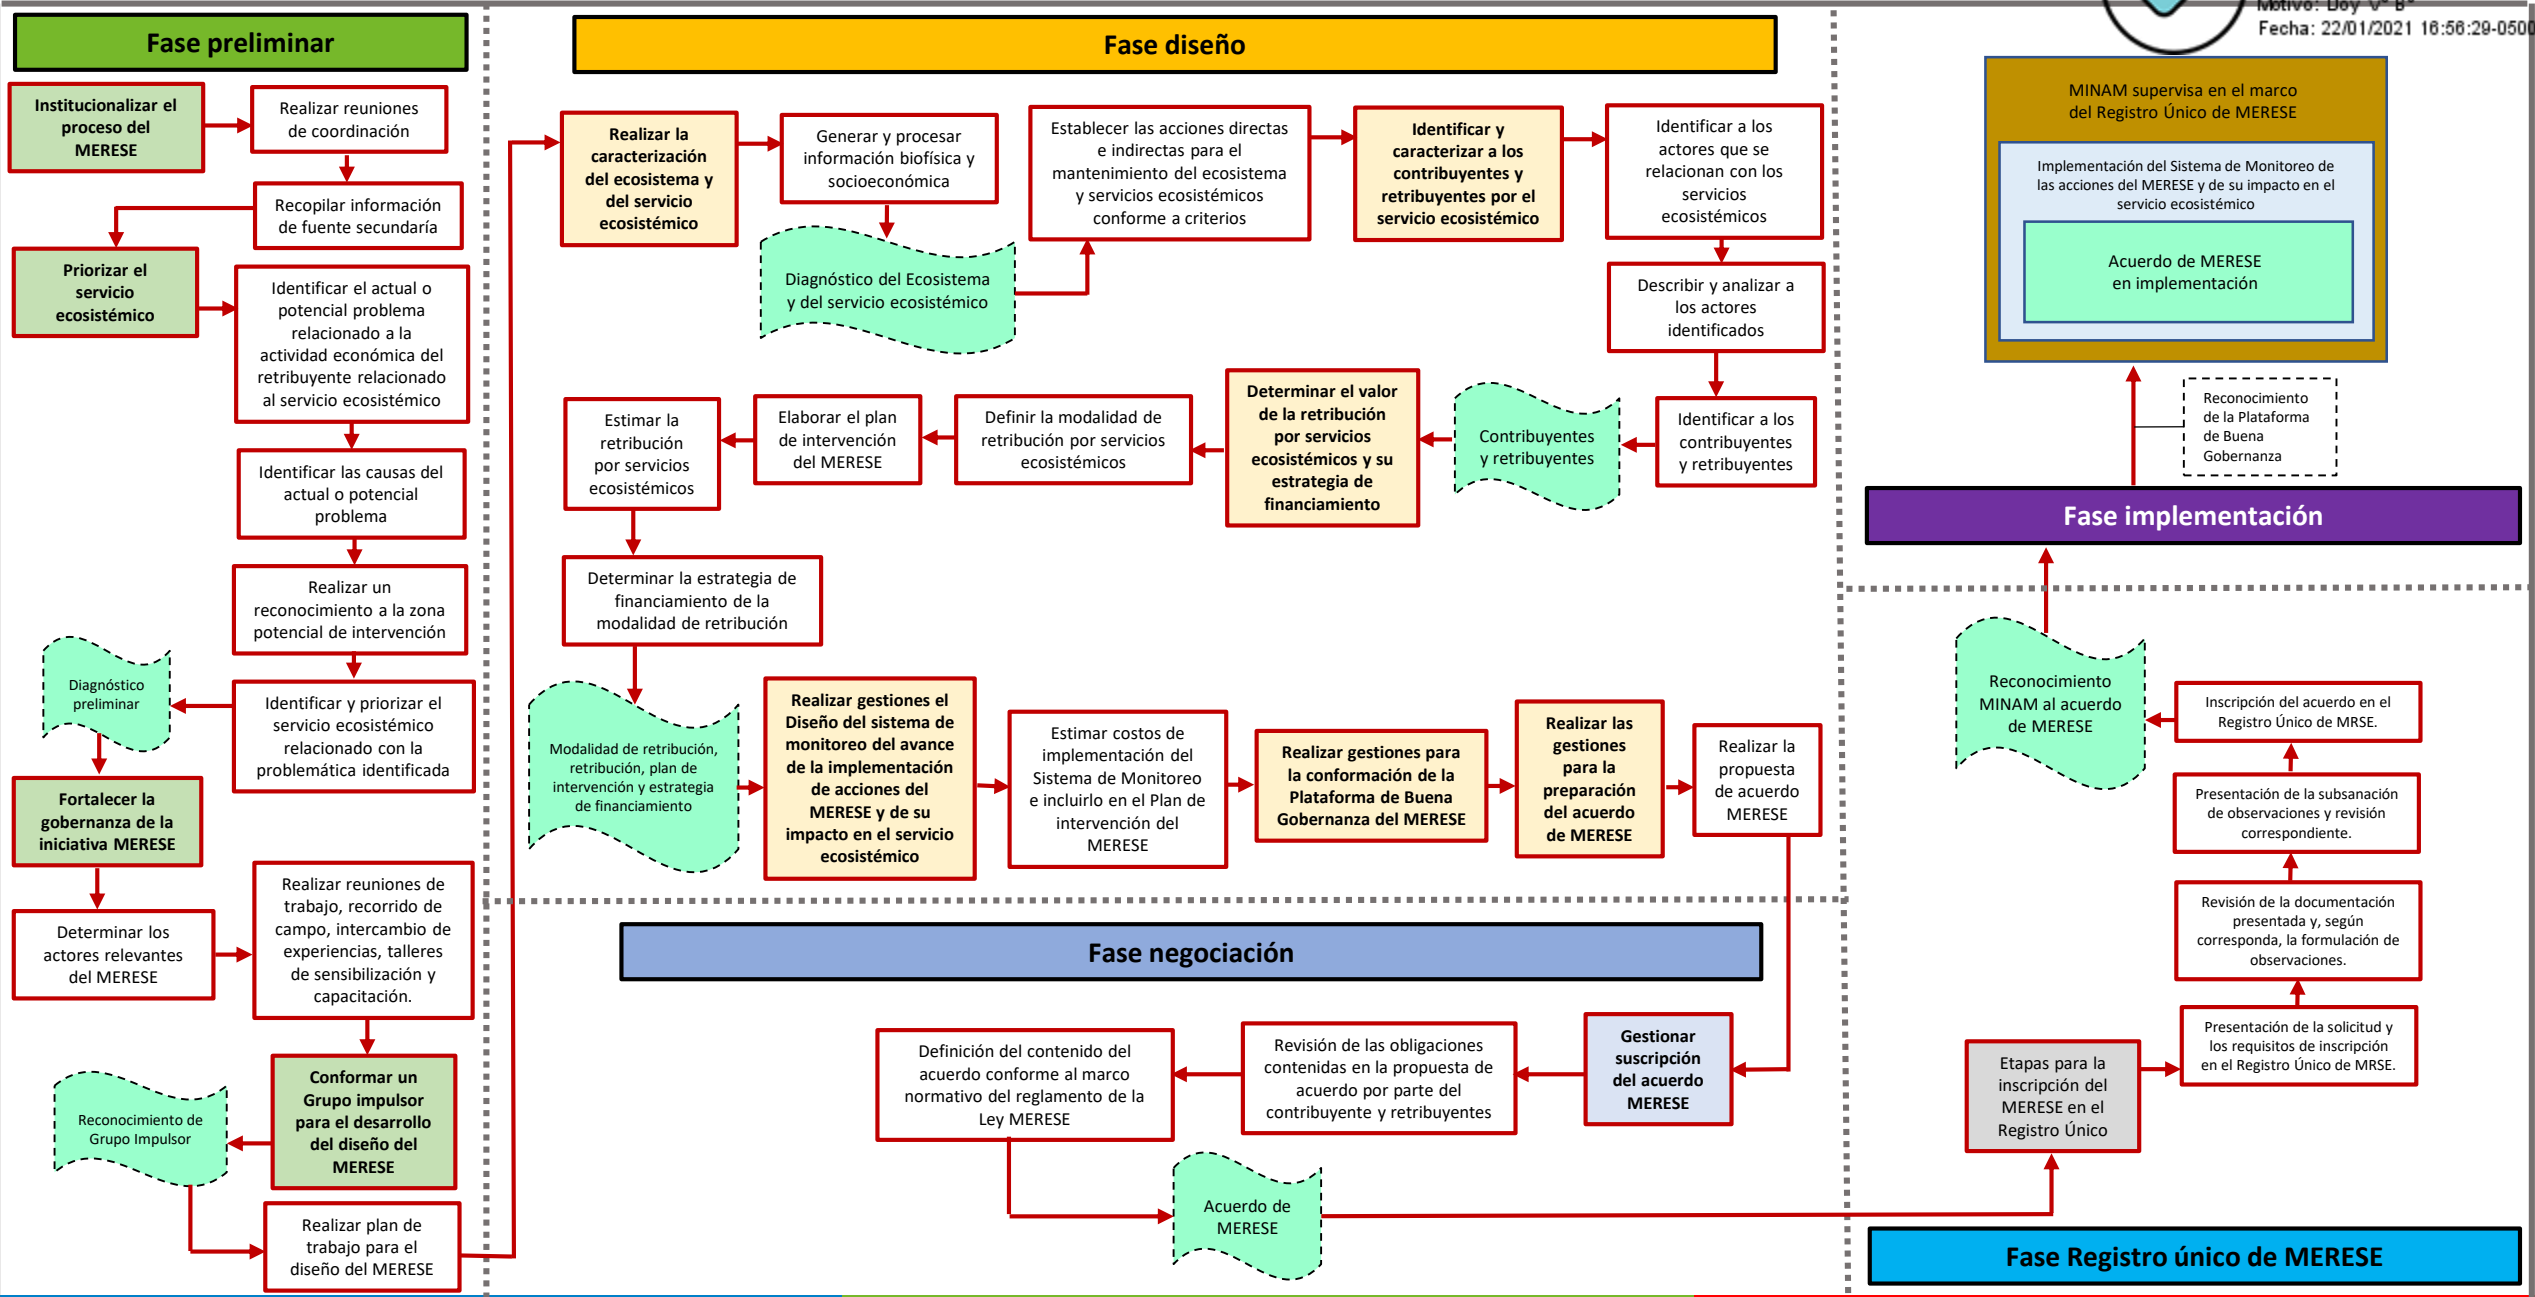 Motivo: Doy V° B°
Fecha: 22/01/2021 16:56:29-0500
Fase preliminar
Institucionalizar el
proceso del
MERESE
Realizar reuniones
de coordinación
Recopilar información
de fuente secundaría
Priorizar el
servicio
ecosistémico
Identificar el actual o
potencial problema
relacionado a la
actividad económica del
retribuyente relacionado
al servicio ecosistémico
Identificar las causas del
actual o potencial
problema
Realizar un
reconocimiento a la zona
potencial de intervención
Identificar y priorizar el
servicio ecosistémico
relacionado con la
problemática identificada
Diagnóstico
preliminar
Fortalecer la
gobernanza de la
iniciativa MERESE
Determinar los
actores relevantes
del MERESE
Realizar reuniones de
trabajo, recorrido de
campo, intercambio de
experiencias, talleres
de sensibilización y
capacitación.
Conformar un
Grupo impulsor
para el desarrollo
del diseño del
MERESE
Reconocimiento de
Grupo Impulsor
Realizar plan de
trabajo para el
diseño del MERESE
Fase diseño
Realizar la
caracterización
del ecosistema y
del servicio
ecosistémico
Generar y procesar
información biofísica y
socioeconómica
Diagnóstico del Ecosistema
y del servicio ecosistémico
Establecer las acciones directas
e indirectas para el
mantenimiento del ecosistema
y servicios ecosistémicos
conforme a criterios
Identificar y
caracterizar a los
contribuyentes y
retribuyentes por el
servicio ecosistémico
Identificar a los
actores que se
relacionan con los
servicios
ecosistémicos
Describir y analizar a
los actores
identificados
Identificar a los
contribuyentes
y retribuyentes
Contribuyentes
y retribuyentes
Determinar el valor
de la retribución
por servicios
ecosistémicos y su
estrategia de
financiamiento
Definir la modalidad de
retribución por servicios
ecosistémicos
Elaborar el plan
de intervención
del MERESE
Estimar la
retribución
por servicios
ecosistémicos
Determinar la estrategia de
financiamiento de la
modalidad de retribución
Modalidad de retribución,
retribución, plan de
intervención y estrategia
de financiamiento
Realizar gestiones el
Diseño del sistema de
monitoreo del avance
de la implementación
de acciones del
MERESE y de su
impacto en el servicio
ecosistémico
Estimar costos de
implementación del
Sistema de Monitoreo
e incluirlo en el Plan de
intervención del
MERESE
Realizar gestiones para
la conformación de la
Plataforma de Buena
Gobernanza del MERESE
Realizar las
gestiones
para la
preparación
del acuerdo
de MERESE
Realizar la
propuesta
de acuerdo
MERESE
Fase negociación
Gestionar
suscripción
del acuerdo
MERESE
Revisión de las obligaciones
contenidas en la propuesta de
acuerdo por parte del
contribuyente y retribuyentes
Definición del contenido del
acuerdo conforme al marco
normativo del reglamento de la
Ley MERESE
Acuerdo de
MERESE
MINAM supervisa en el marco
del Registro Único de MERESE
Implementación del Sistema de Monitoreo de
las acciones del MERESE y de su impacto en el
servicio ecosistémico
Acuerdo de MERESE
en implementación
Reconocimiento
de la Plataforma
de Buena
Gobernanza
Fase implementación
Reconocimiento
MINAM al acuerdo
de MERESE
Inscripción del acuerdo en el
Registro Único de MRSE.
Presentación de la subsanación
de observaciones y revisión
correspondiente.
Revisión de la documentación
presentada y, según
corresponda, la formulación de
observaciones.
Presentación de la solicitud y
los requisitos de inscripción
en el Registro Único de MRSE.
Etapas para la
inscripción del
MERESE en el
Registro Único
Fase Registro único de MERESE